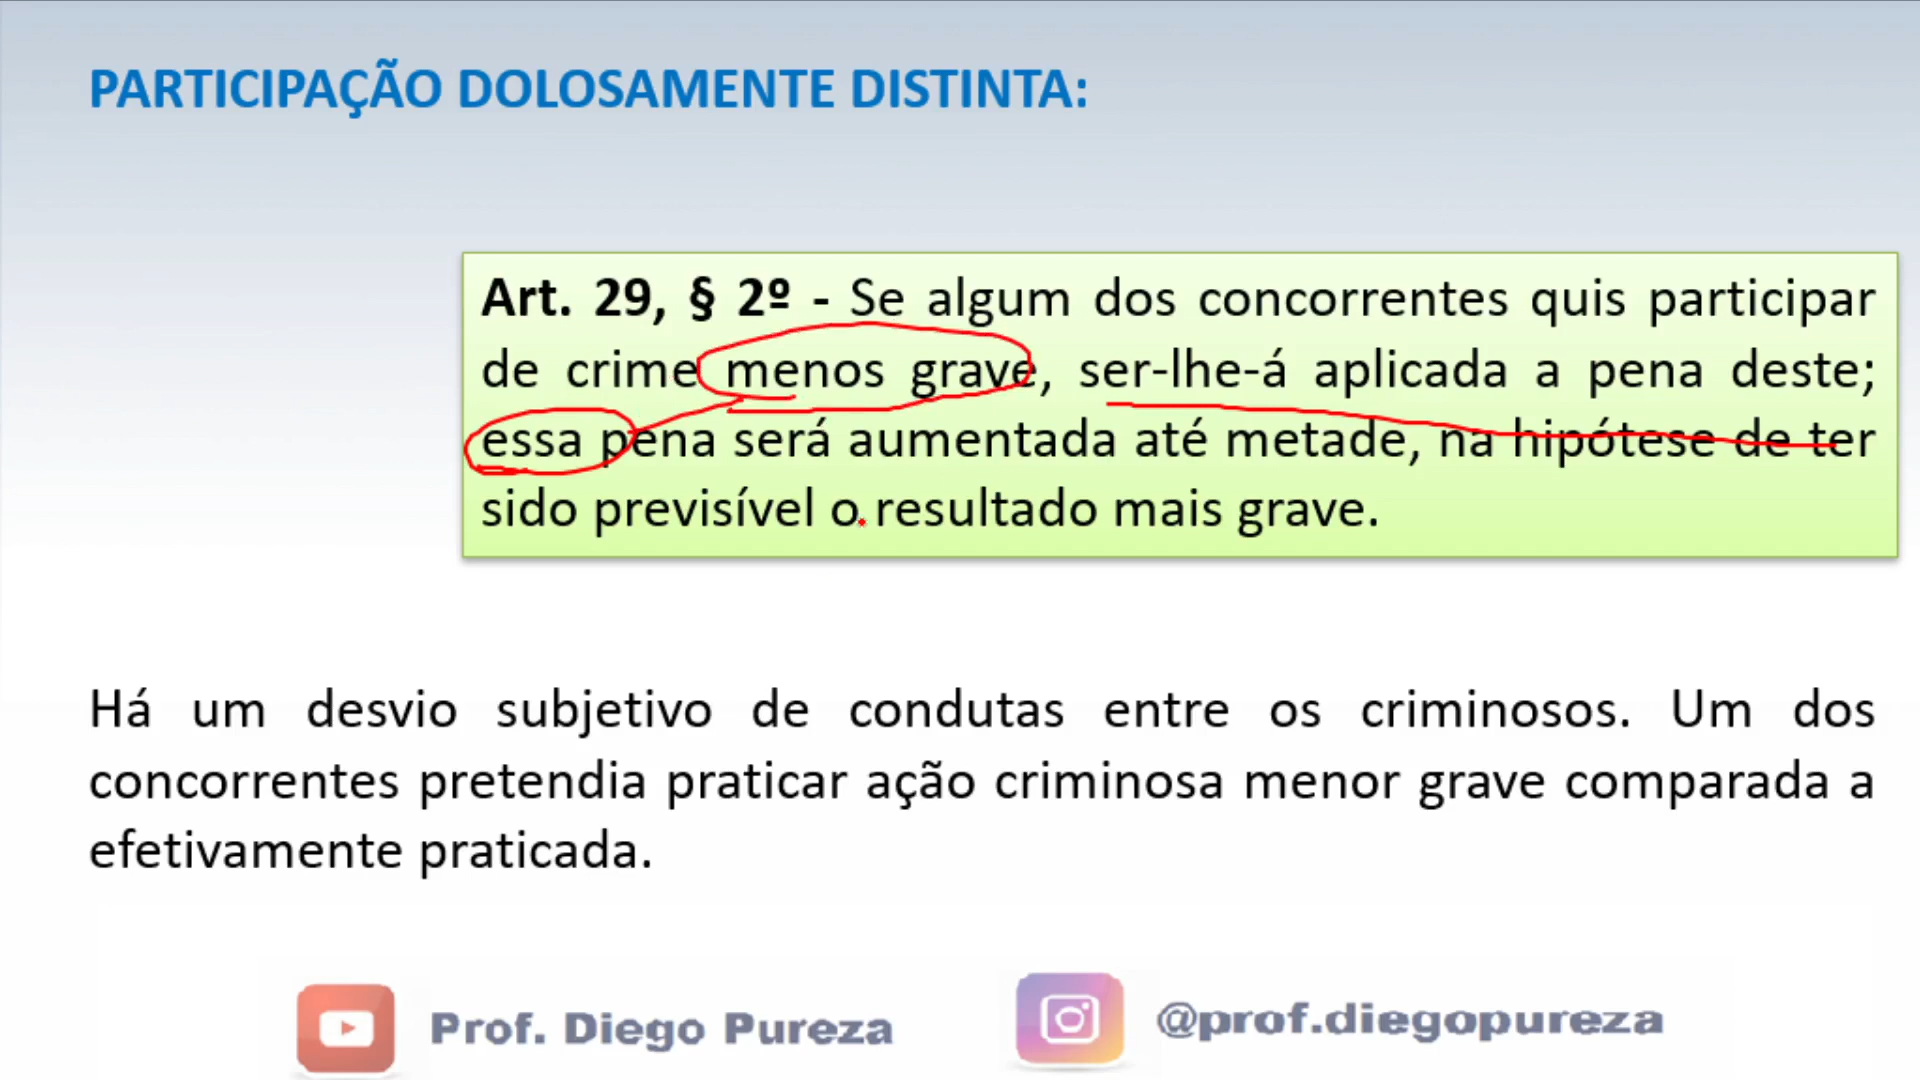 PARTICIPAÇÃO DOLOSAMENTE DISTINTA:
Art. 29, § 2º - Se algum dos concorrentes quis participar
de crime menos grave, ser-lhe-á aplicada a pena deste;
essa pena será aumentada até metade, na hipótese de ter
sido previsível o resultado mais grave.
Há um desvio subjetivo de condutas entre os criminosos. Um dos
concorrentes pretendia praticar ação criminosa menor grave comparada a
efetivamente praticada.
Prof. Diego Pureza
@prof.diegopureza